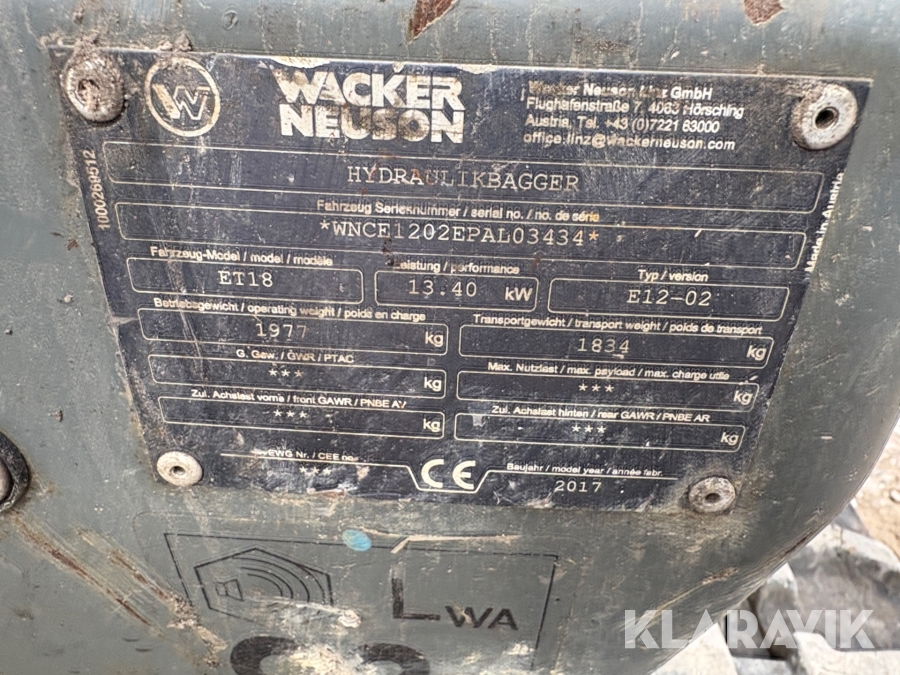 W
WACKER
NEUSON
Wacker Neuson Linz GmbH
Flughafenstraße 7, 4063 Hörsching
Austria, Tel. +43 (0)7221 63000
office.linz@wackerneuson.com
1000269512
HYDRAULIKBAGGER
Fahrzeug Seriennummer / serial no. / no. de série
*WNCE1202EPAL03434*
Made in Austria
Fahrzeug-Model / model / modèle
ET18
Leistung / performance
13.40 kW
Typ / version
E12-02
Betriebsgewicht / operating weight / poids en charge
1977 kg
Transportgewicht / transport weight / poids de transport
1834 kg
G. Gew. / GWR / PTAC
*** kg
Max. Nutzlast / max. payload / max. charge utile
*** kg
Zul. Achslast vorne / front GAWR / PNBE AV
*** kg
Zul. Achslast hinten / rear GAWR / PNBE AR
*** kg
EWG Nr. / CEE no.
***
CE
Baujahr / model year / année fabr.
2017
LWA
KLARAVIK